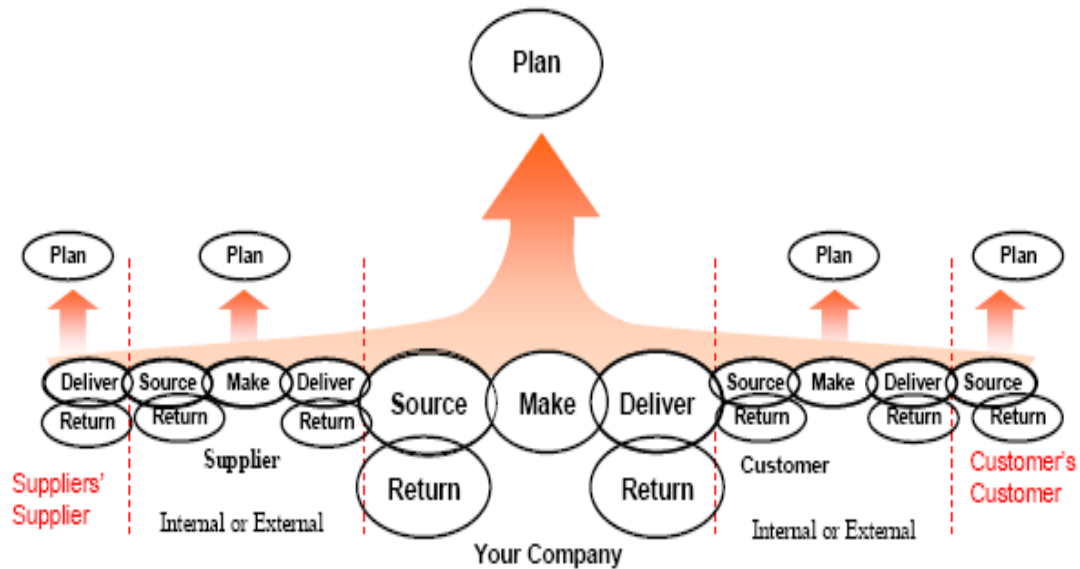 Plan
Plan
Plan
Plan
Plan
Deliver
Source
Make
Deliver
Source
Make
Deliver
Source
Make
Deliver
Source
Return
Return
Return
Return
Return
Return
Return
Return
Supplier
Customer
Suppliers'
Supplier
Customer's
Customer
Internal or External
Internal or External
Your Company